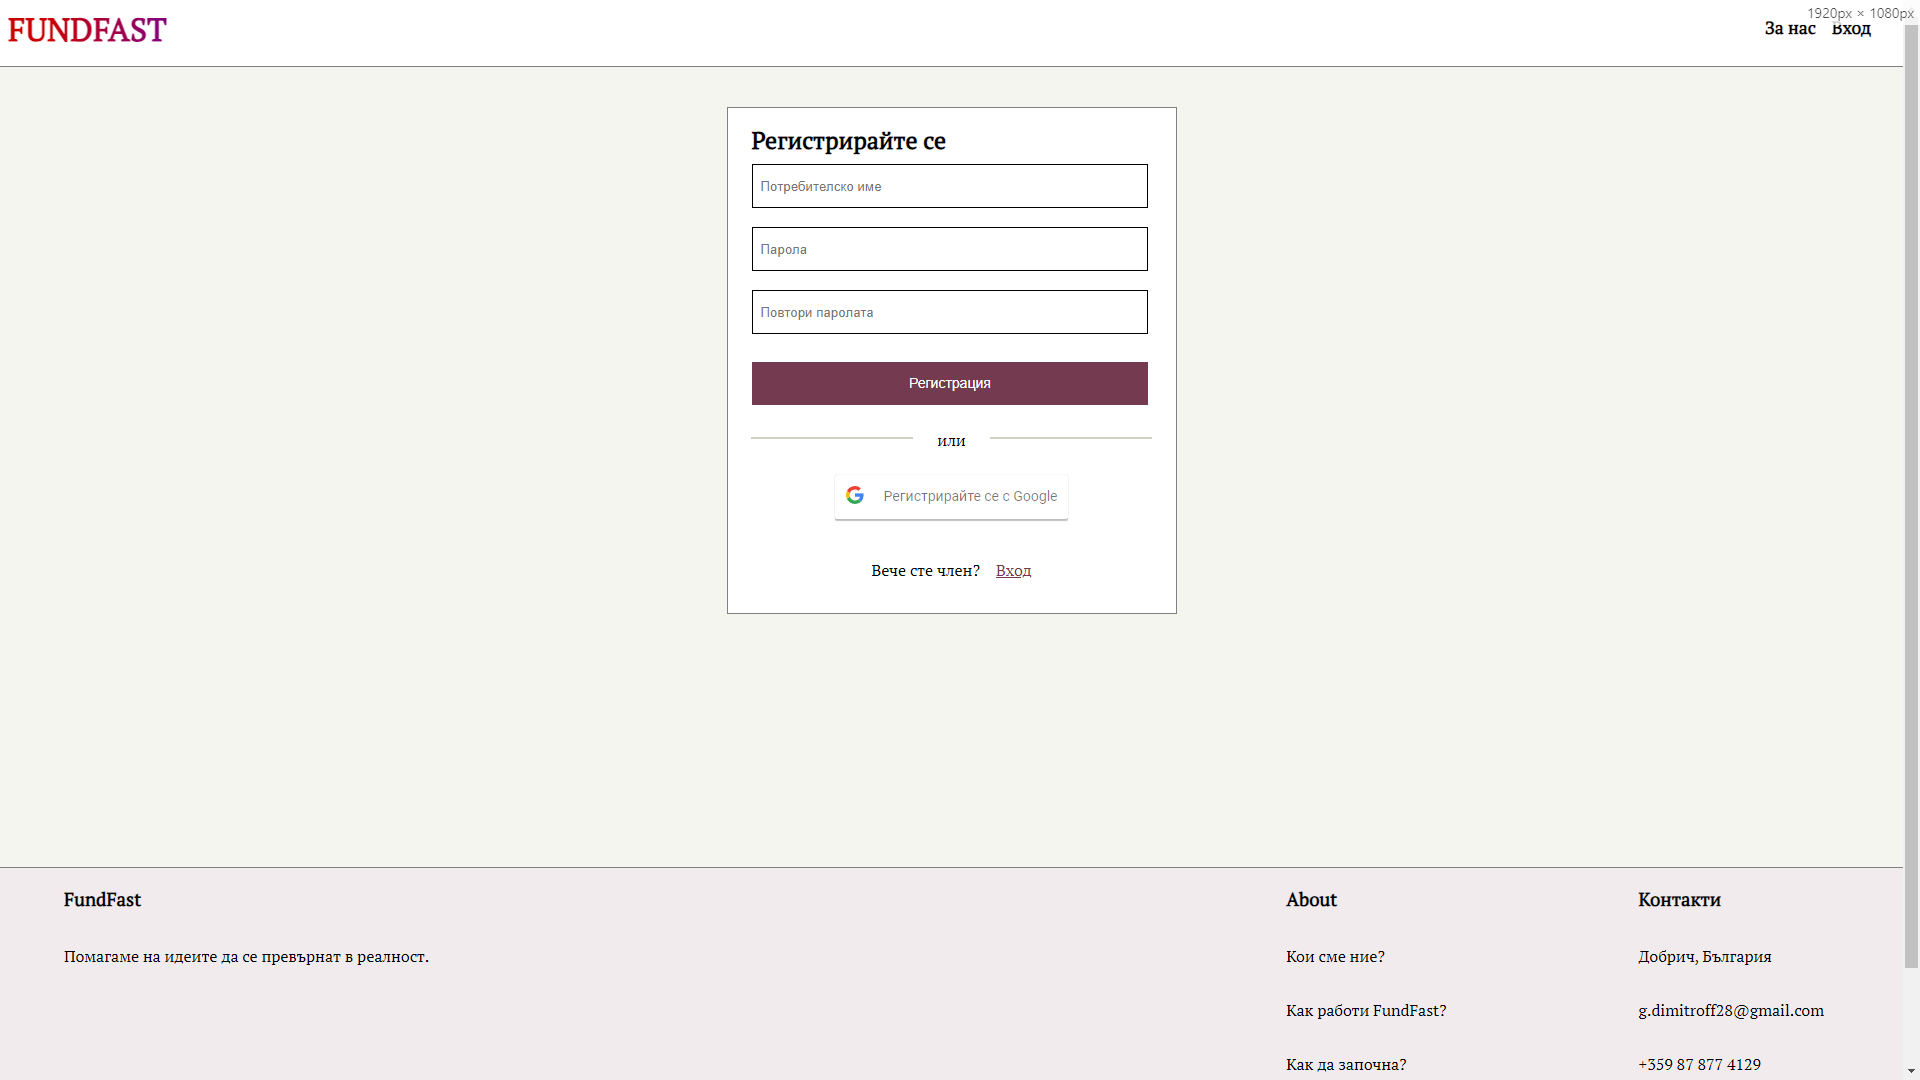 FUNDFAST
За нас
Вход
1920px × 1080px
Регистрирайте се
Потребителско име
Парола
Повтори паролата
Регистрация
или
Регистрирайте се с Google
Вече сте член? Вход
FundFast
Помагаме на идеите да се превърнат в реалност.
About
Кои сме ние?
Как работи FundFast?
Как да започна?
Контакти
Добрич, България
g.dimitroff28@gmail.com
+359 87 877 4129